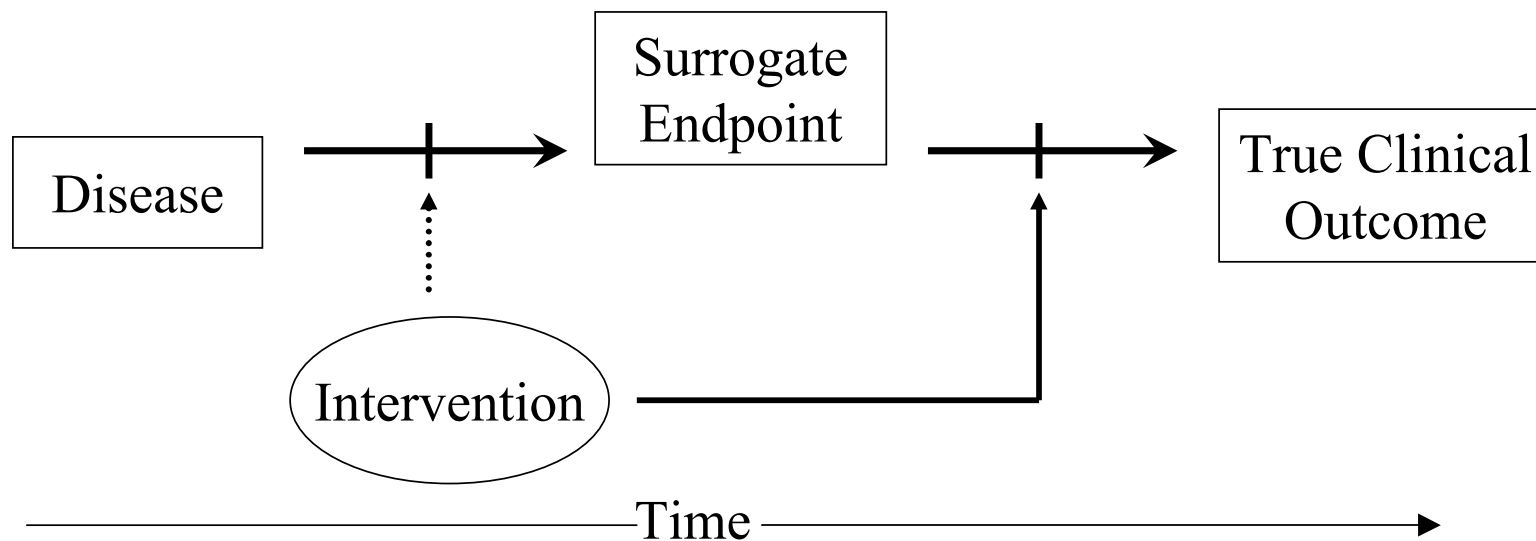 Surrogate
Endpoint
Disease
True Clinical
Outcome
Intervention
Time